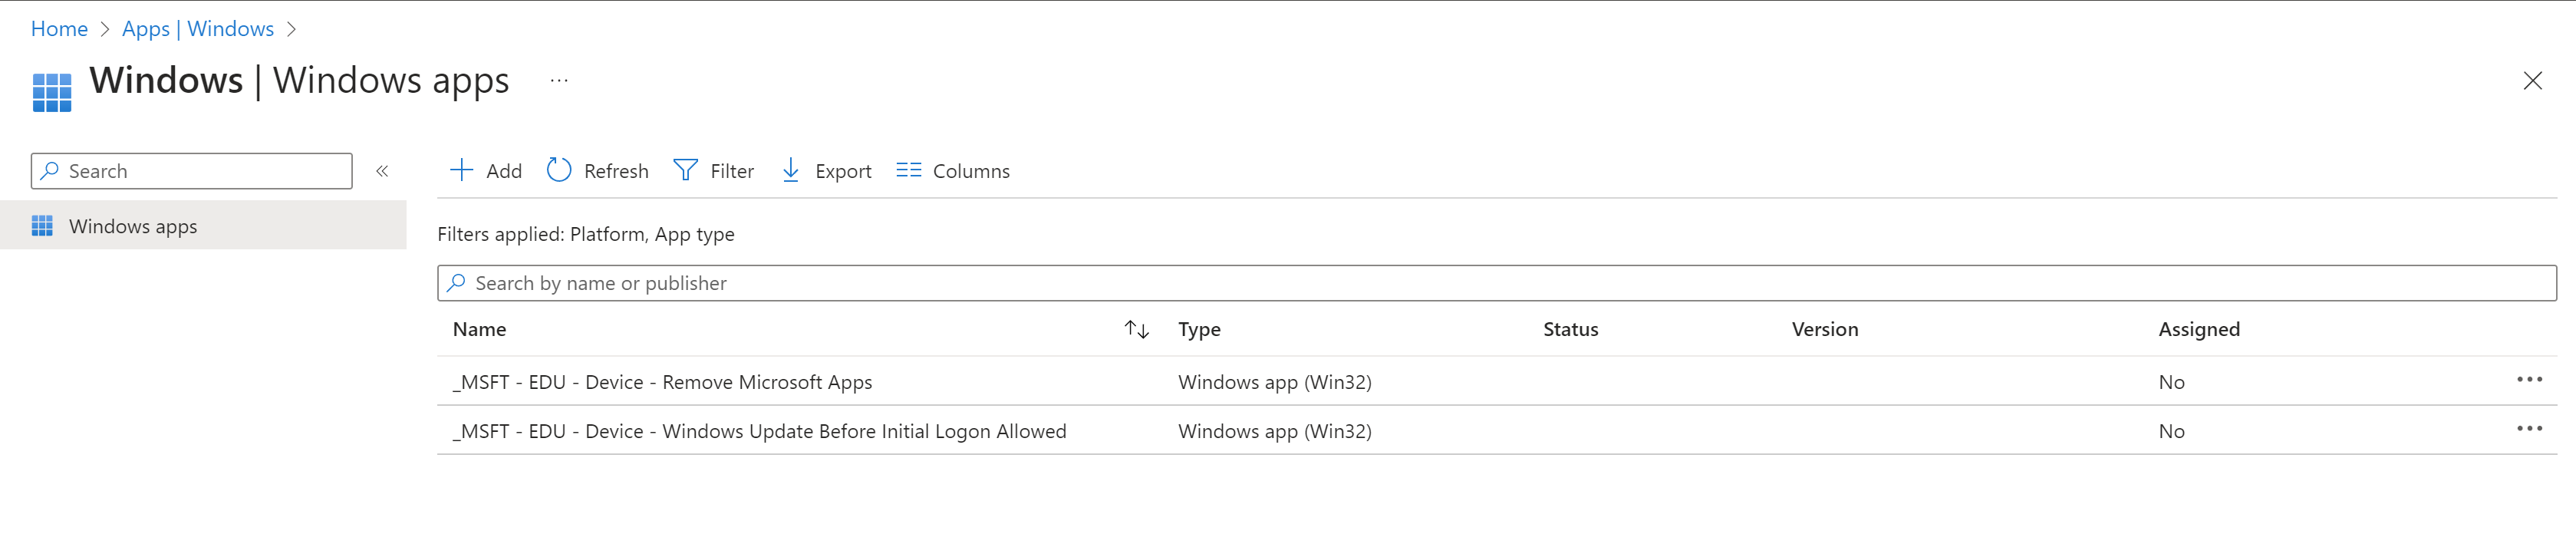 Home > Apps | Windows >
Windows | Windows apps ...
Search «
Windows apps
Add Refresh Filter Export Columns
Filters applied: Platform, App type
Search by name or publisher
Name Type Status Version Assigned
_MSFT - EDU - Device - Remove Microsoft Apps Windows app (Win32) No
_MSFT - EDU - Device - Windows Update Before Initial Logon Allowed Windows app (Win32) No